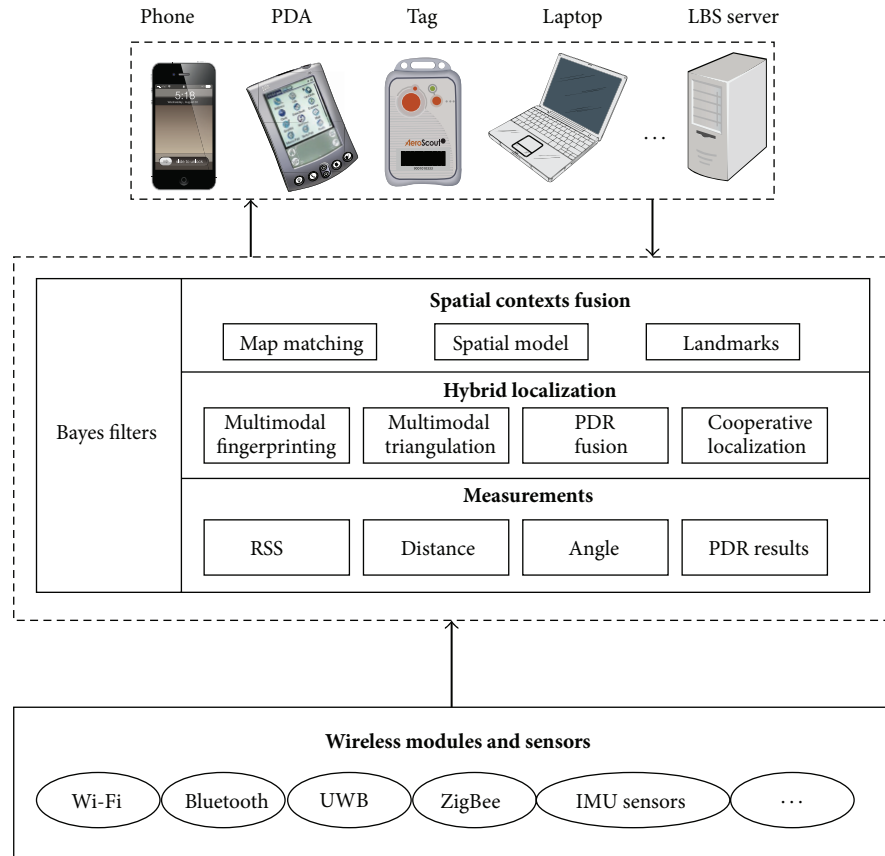 Phone PDA Tag Laptop LBS server
5:18
AeroScout
...
Spatial contexts fusion
Map matching Spatial model Landmarks
Bayes filters
Hybrid localization
Multimodal fingerprinting
Multimodal triangulation
PDR fusion
Cooperative localization
Measurements
RSS Distance Angle PDR results
Wireless modules and sensors
Wi-Fi Bluetooth UWB ZigBee IMU sensors ...